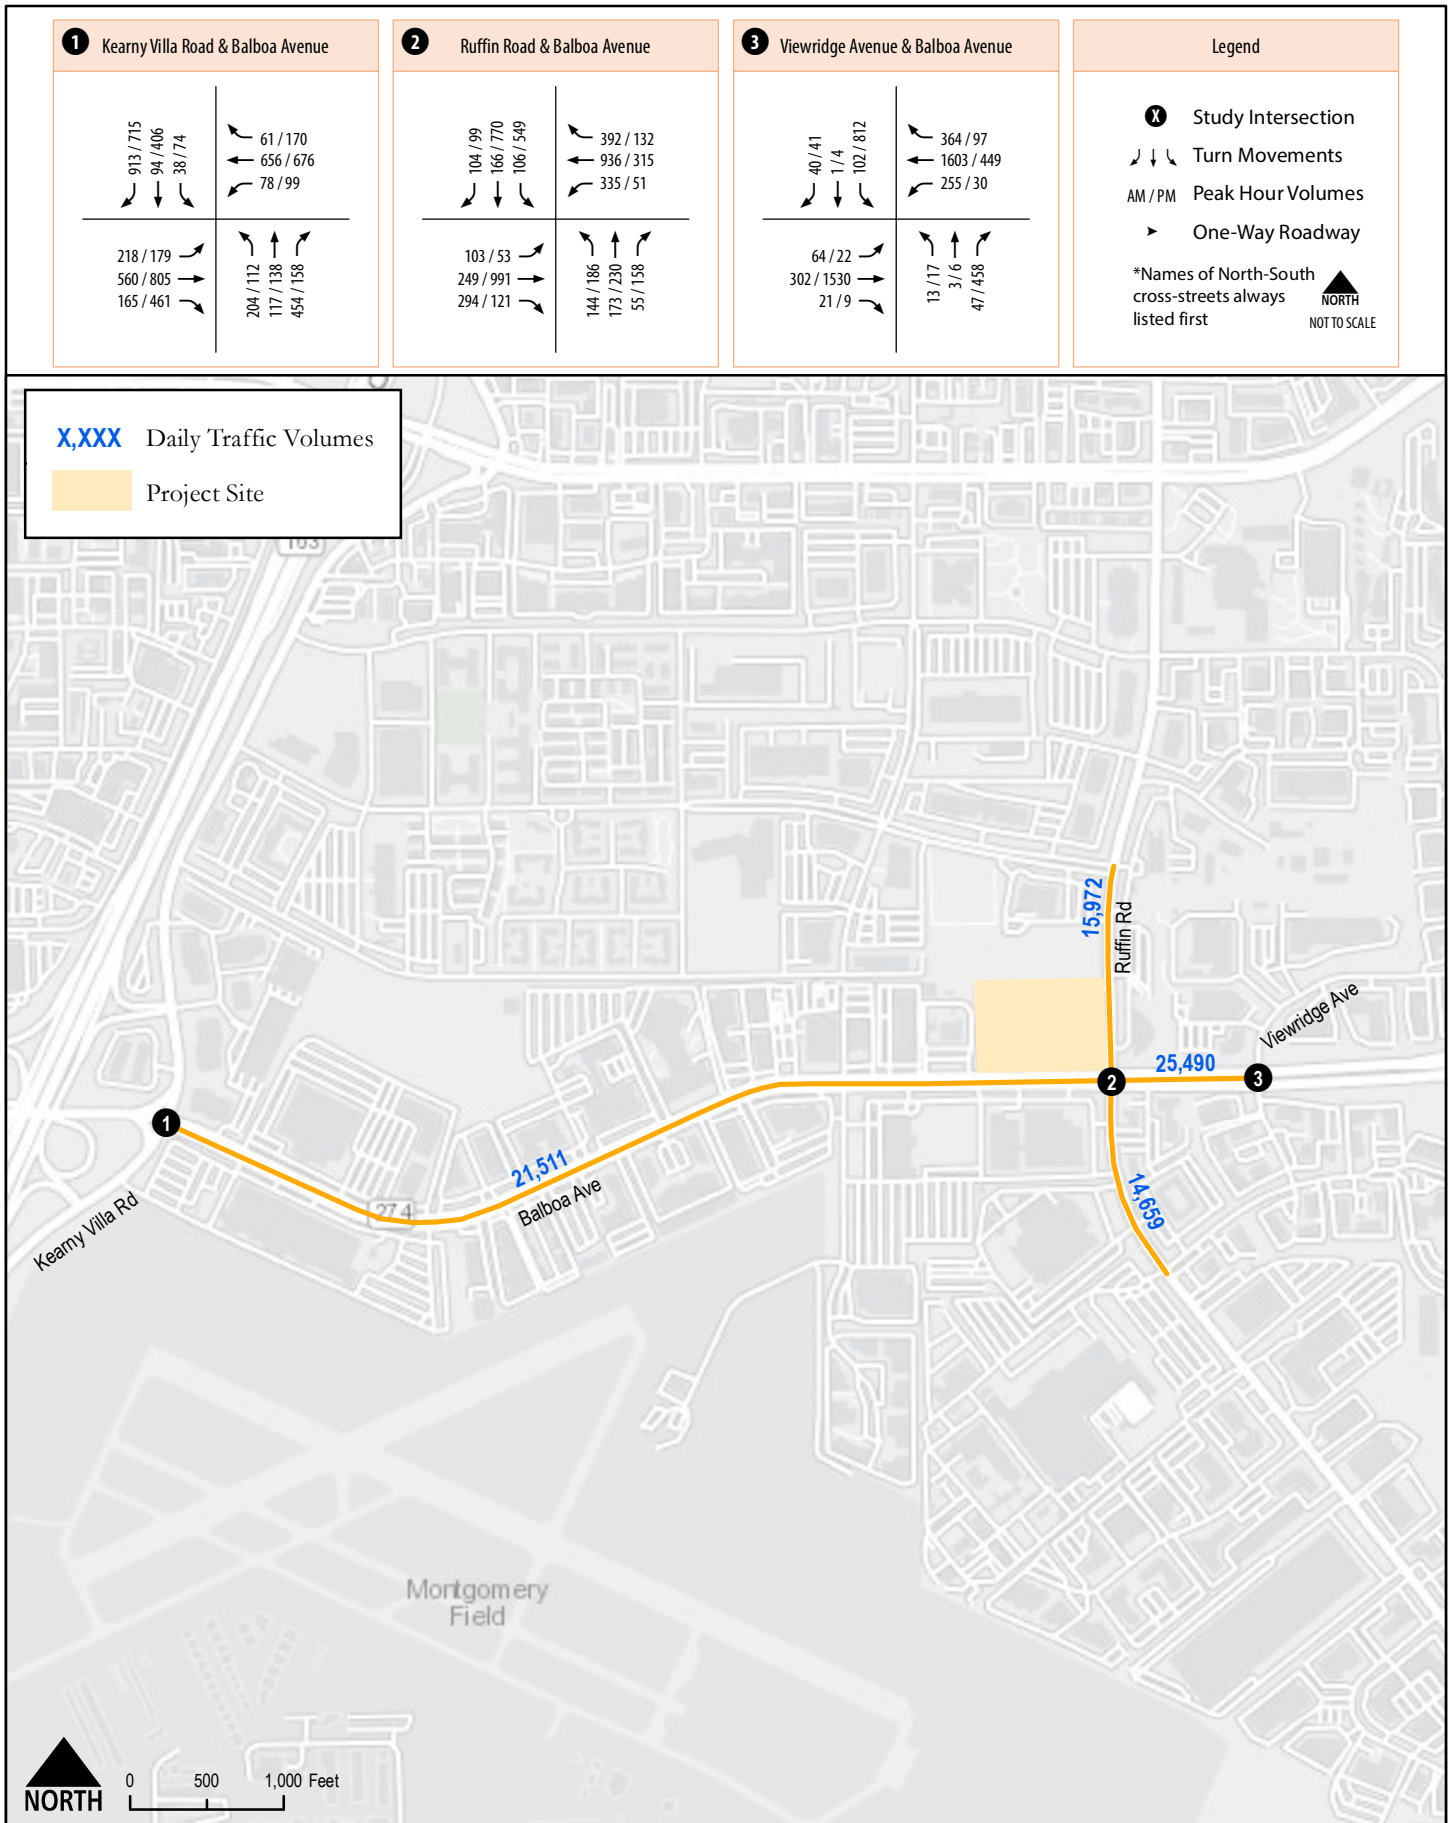 1 Kearny Villa Road & Balboa Avenue
913 / 715
94 / 406
38 / 74
61 / 170
656 / 676
78 / 99
218 / 179
560 / 805
165 / 461
204 / 112
117 / 138
454 / 158
2 Ruffin Road & Balboa Avenue
104 / 99
166 / 770
106 / 549
392 / 132
936 / 315
335 / 51
103 / 53
249 / 991
294 / 121
144 / 186
173 / 230
55 / 158
3 Viewridge Avenue & Balboa Avenue
40 / 41
1 / 4
102 / 812
364 / 97
1603 / 449
255 / 30
64 / 22
302 / 1530
21 / 9
13 / 17
3 / 6
47 / 458
Legend
X Study Intersection
Turn Movements
AM / PM Peak Hour Volumes
One-Way Roadway
*Names of North-South
cross-streets always
listed first
NORTH
NOT TO SCALE
X,XXX Daily Traffic Volumes
Project Site
163
15,972
Ruffin Rd
Viewridge Ave
25,490
2
3
1
21,511
Balboa Ave
14,659
274
Kearny Villa Rd
Montgomery
Field
NORTH
0 500 1,000 Feet